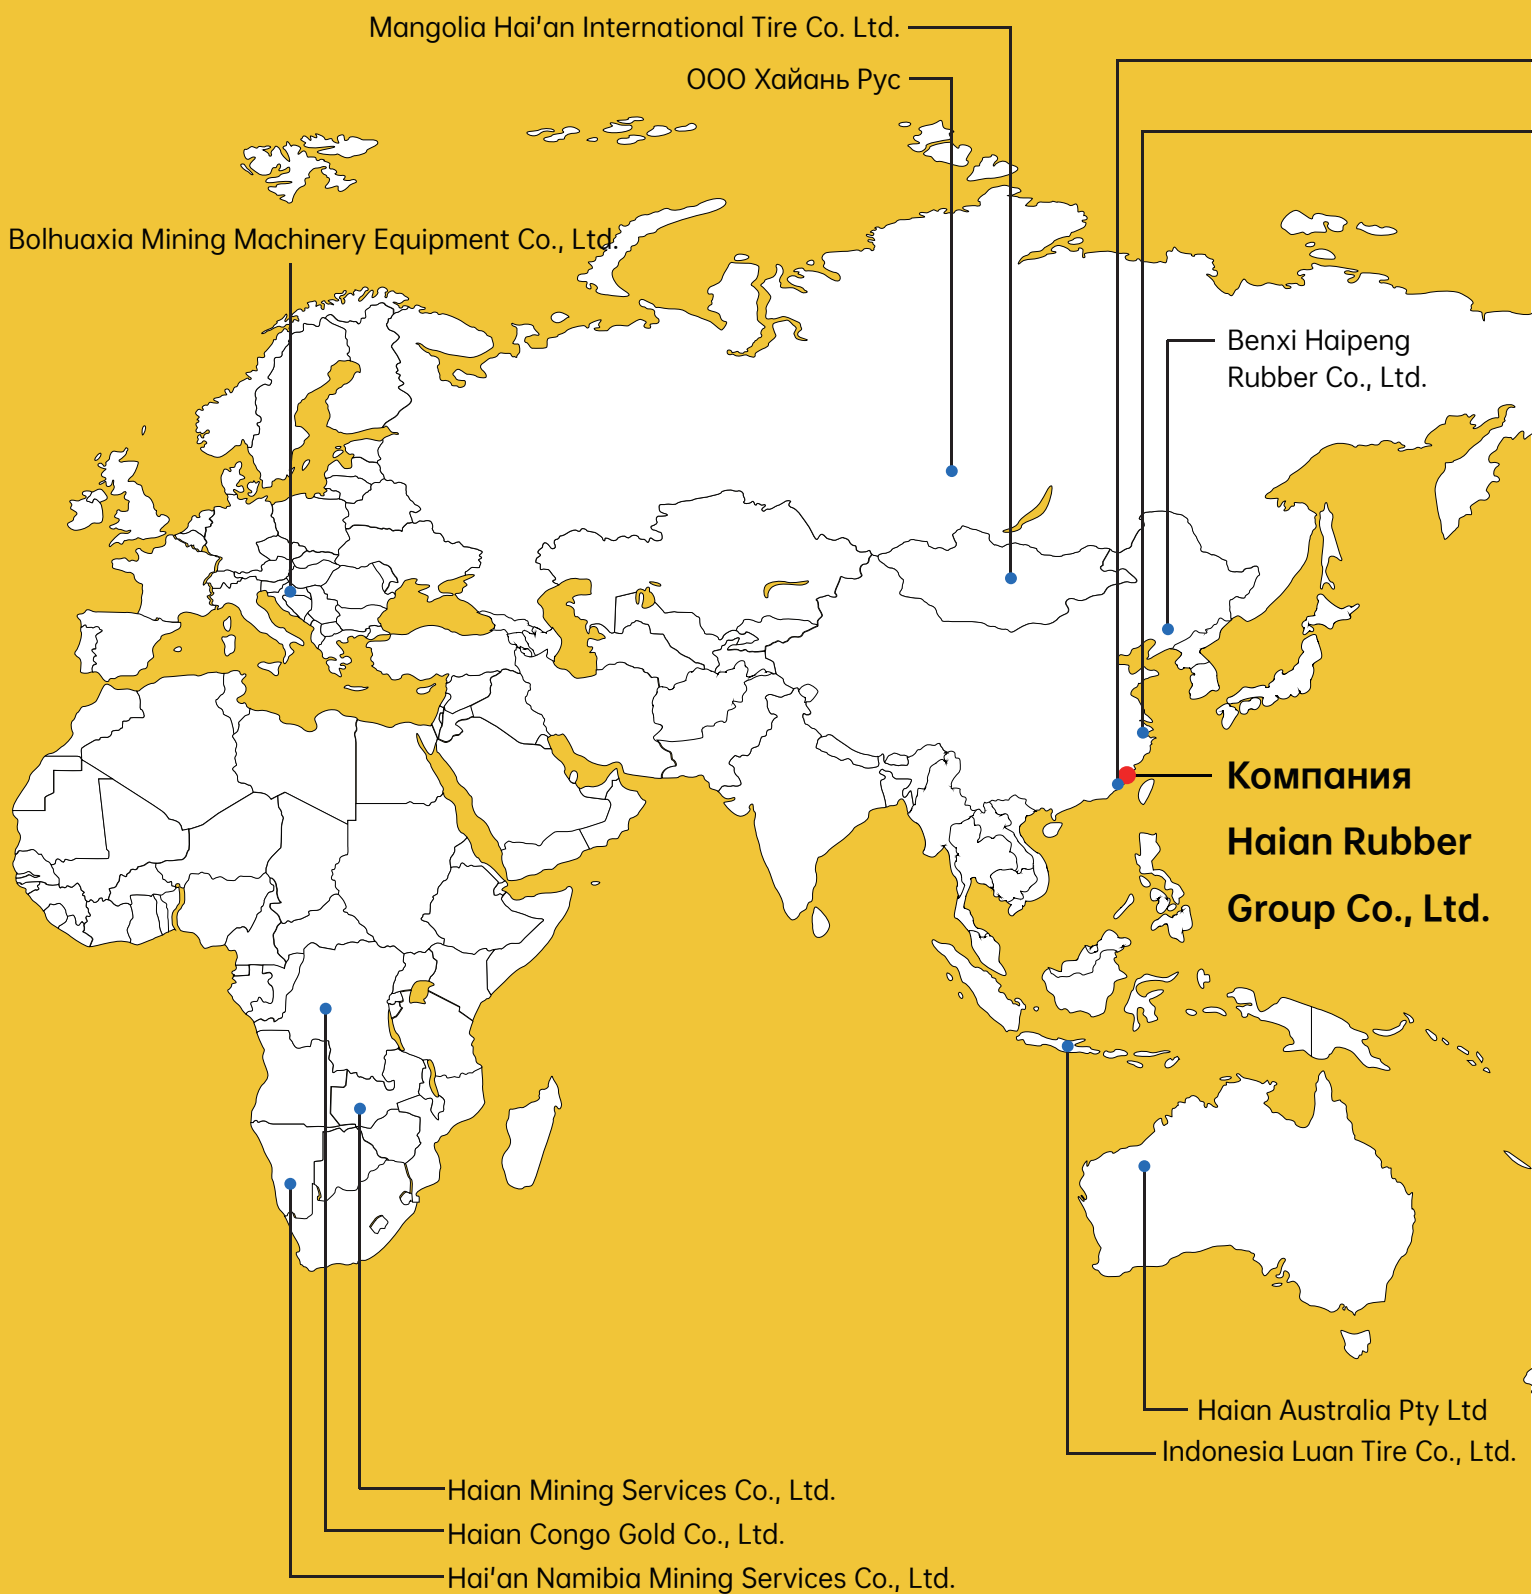 Mangolia Hai'an International Tire Co. Ltd.
ООО Хайань Рус
Bolhuaxia Mining Machinery Equipment Co., Ltd.
Benxi Haipeng
Rubber Co., Ltd.
Компания
Haian Rubber
Group Co., Ltd.
Haian Australia Pty Ltd
Indonesia Luan Tire Co., Ltd.
Haian Mining Services Co., Ltd.
Haian Congo Gold Co., Ltd.
Hai'an Namibia Mining Services Co., Ltd.